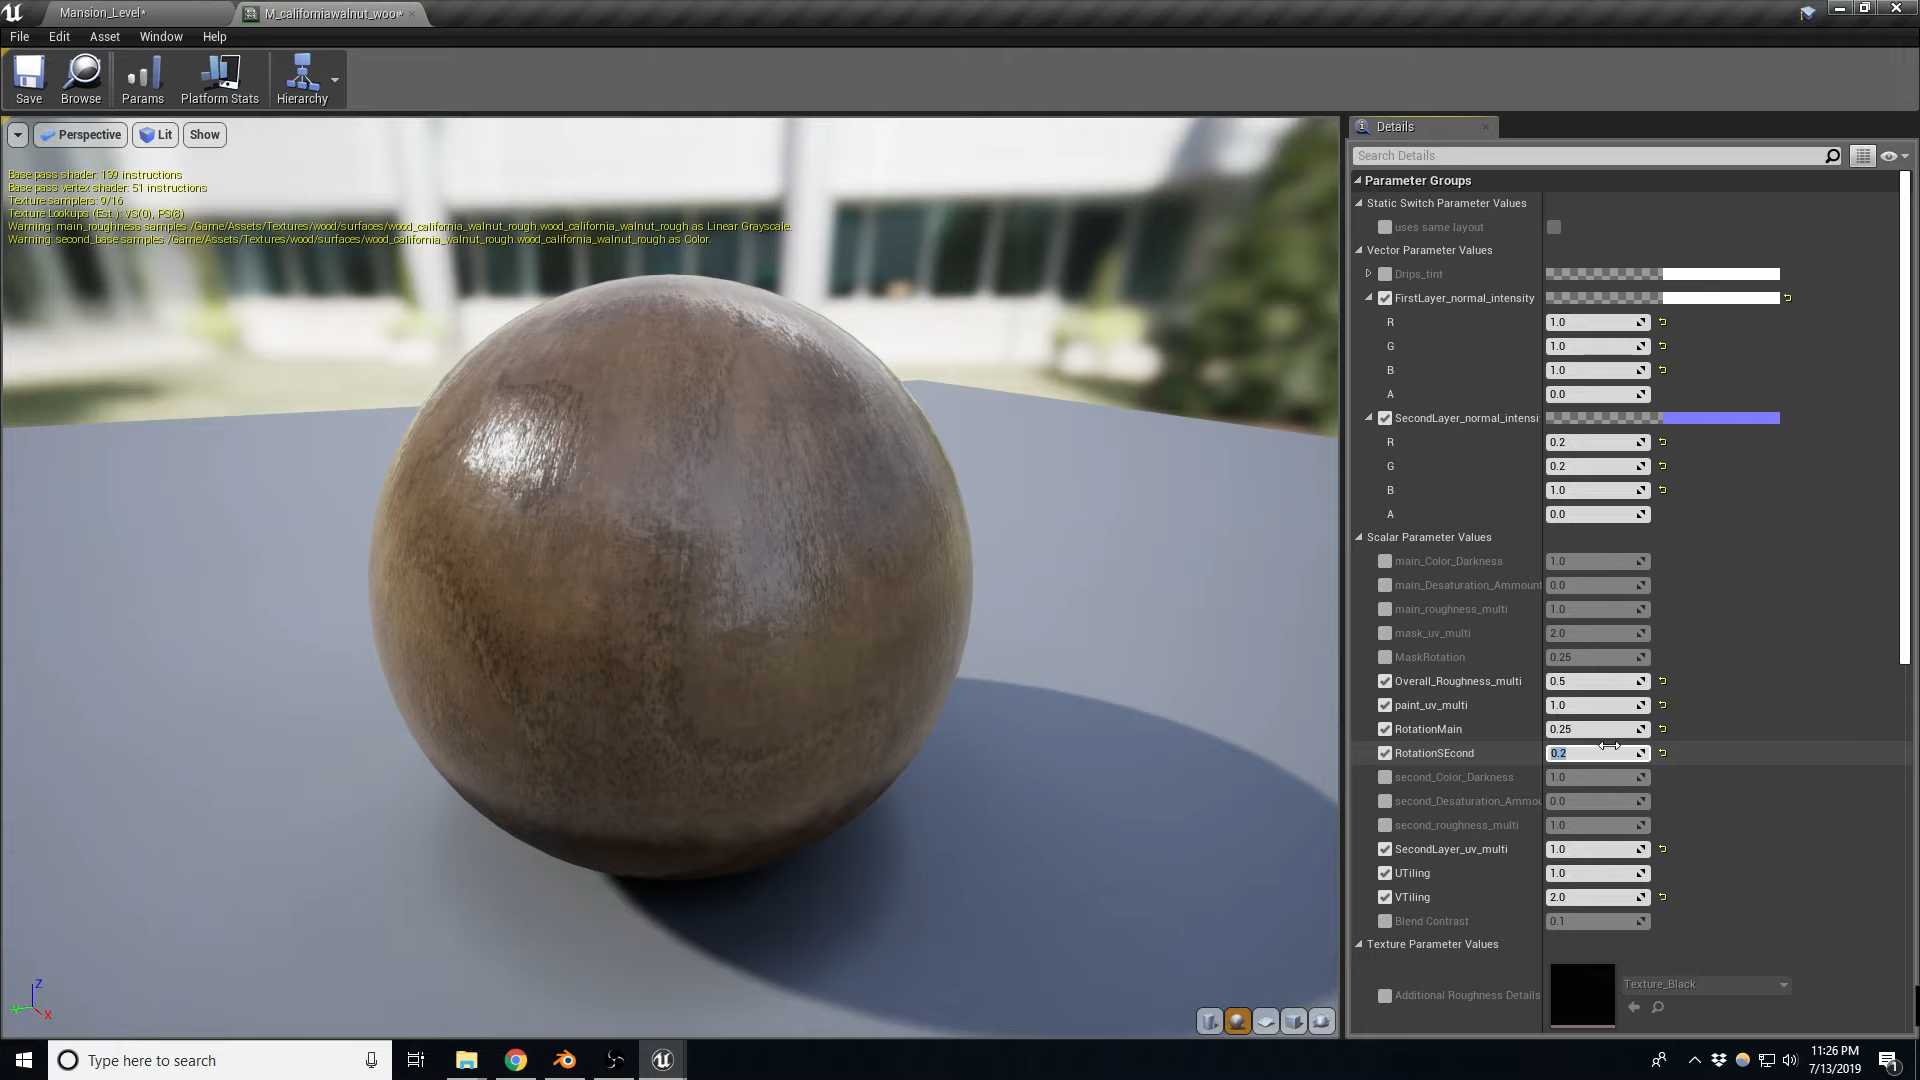 Mansion_Level*
M_californiawalnut_woo*
File Edit Asset Window Help
Save Browse Params Platform Stats Hierarchy
Perspective Lit Show
Base pass shader: 139 instructions
Base pass vertex shader: 51 instructions
Texture samplers: 9/16
Texture Lookups (Est.): VS(0), PS(8)
Warning: main_roughness samples /Game/Assets/Textures/wood/surfaces/wood_california_walnut_rough.wood_california_walnut_rough as Linear Grayscale.
Warning: second_base samples /Game/Assets/Textures/wood/surfaces/wood_california_walnut_rough.wood_california_walnut_rough as Color.
Z
X
Details
Search Details
Parameter Groups
Static Switch Parameter Values
uses same layout
Vector Parameter Values
Drips_tint
FirstLayer_normal_intensity
R 1.0
G 1.0
B 1.0
A 0.0
SecondLayer_normal_intensi
R 0.2
G 0.2
B 1.0
A 0.0
Scalar Parameter Values
main_Color_Darkness 1.0
main_Desaturation_Ammount 0.0
main_roughness_multi 1.0
mask_uv_multi 2.0
MaskRotation 0.25
Overall_Roughness_multi 0.5
paint_uv_multi 1.0
RotationMain 0.25
RotationSEcond 0.2
second_Color_Darkness 1.0
second_Desaturation_Ammou 0.0
second_roughness_multi 1.0
SecondLayer_uv_multi 1.0
UTiling 1.0
VTiling 2.0
Blend Contrast 0.1
Texture Parameter Values
Additional Roughness Details Texture_Black
Type here to search
11:26 PM
7/13/2019
1